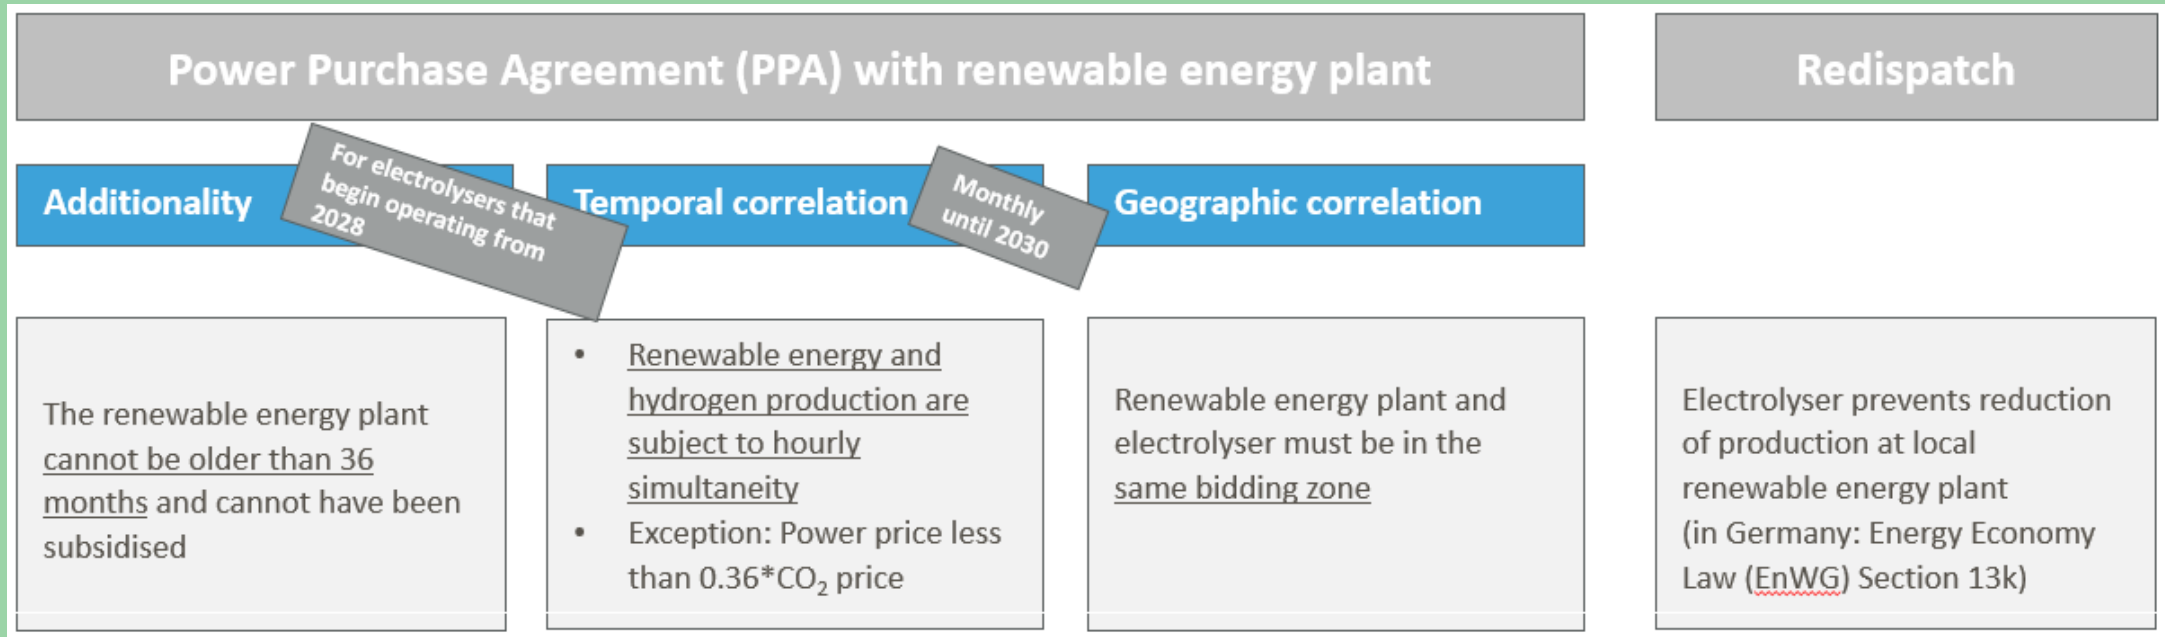 Power Purchase Agreement (PPA) with renewable energy plant
Redispatch
Additionality
For electrolysers that
begin operating from
2028
Temporal correlation
Monthly
until 2030
Geographic correlation
The renewable energy plant
cannot be older than 36
months and cannot have been
subsidised
• Renewable energy and
hydrogen production are
subject to hourly
simultaneity
• Exception: Power price less
than 0.36*CO₂ price
Renewable energy plant and
electrolyser must be in the
same bidding zone
Electrolyser prevents reduction
of production at local
renewable energy plant
(in Germany: Energy Economy
Law (EnWG) Section 13k)